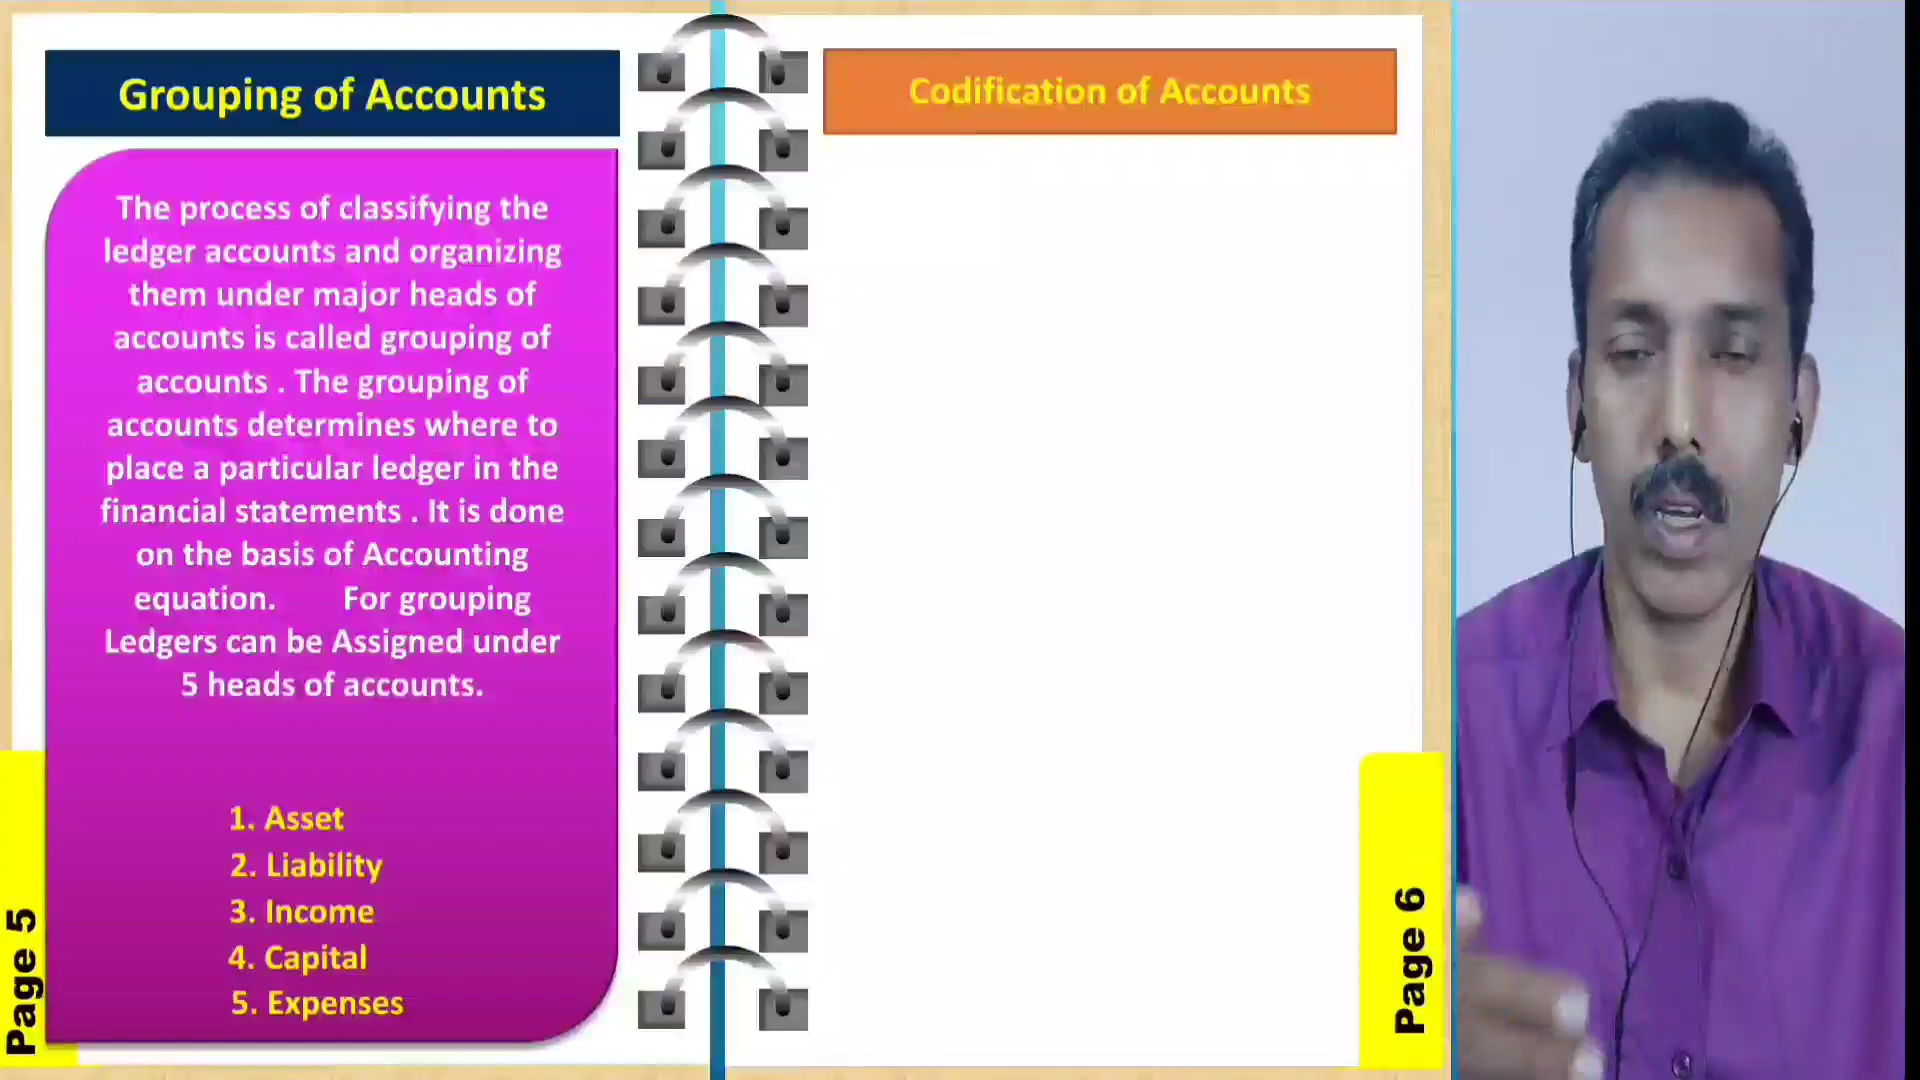 Grouping of Accounts
The process of classifying the
ledger accounts and organizing
them under major heads of
accounts is called grouping of
accounts . The grouping of
accounts determines where to
place a particular ledger in the
financial statements . It is done
on the basis of Accounting
equation. For grouping
Ledgers can be Assigned under
5 heads of accounts.
1. Asset
2. Liability
3. Income
4. Capital
5. Expenses
Page 5
Codification of Accounts
Page 6